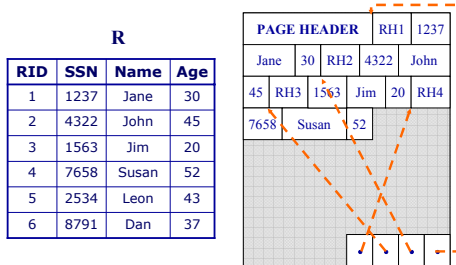 R
RID SSN Name Age
1 1237 Jane 30
2 4322 John 45
3 1563 Jim 20
4 7658 Susan 52
5 2534 Leon 43
6 8791 Dan 37
PAGE HEADER RH1 1237
Jane 30 RH2 4322 John
45 RH3 1563 Jim 20 RH4
7658 Susan 52